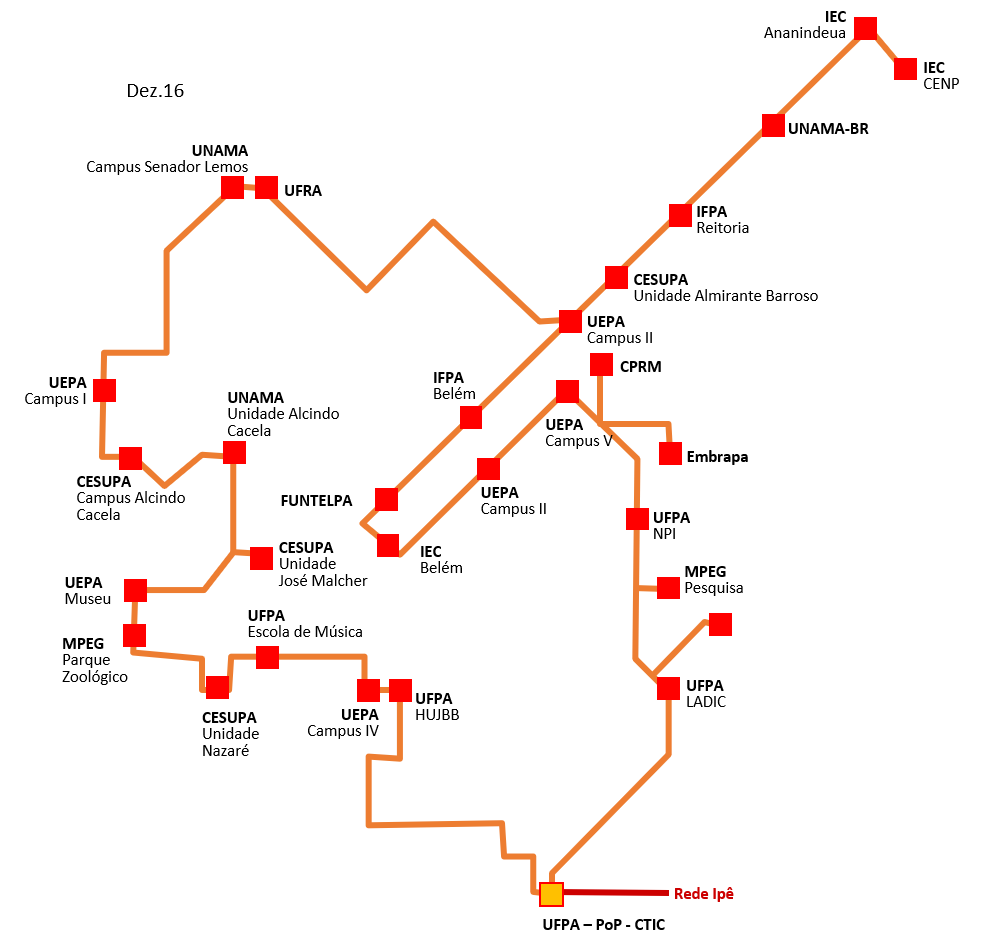 IEC
Ananindeua
IEC
CENP
Dez.16
UNAMA-BR
UNAMA
Campus Senador Lemos
UFRA
IFPA
Reitoria
CESUPA
Unidade Almirante Barroso
UEPA
Campus II
CPRM
IFPA
Belém
UEPA
Campus I
UNAMA
Unidade Alcindo
Cacela
UEPA
Campus V
Embrapa
CESUPA
Campus Alcindo
Cacela
FUNTELPA
UEPA
Campus II
UFPA
NPI
CESUPA
Unidade
José Malcher
IEC
Belém
UEPA
Museu
MPEG
Pesquisa
UFPA
Escola de Música
MPEG
Parque
Zoológico
UFPA
LADIC
CESUPA
Unidade
Nazaré
UEPA
Campus IV
UFPA
HUJBB
Rede Ipê
UFPA – PoP - CTIC